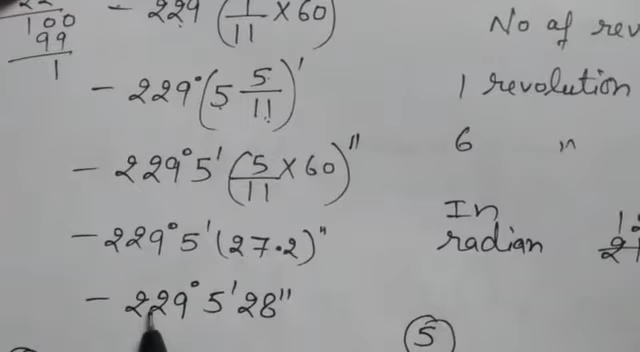 100
99
1
- 229 (1/11 × 60)
- 229° (5 5/11)'
- 229° 5' (5/11 × 60)"
- 229° 5' (27.2)"
- 229° 5' 28"
No of rev
1 revolution
6 "
In
radian
5